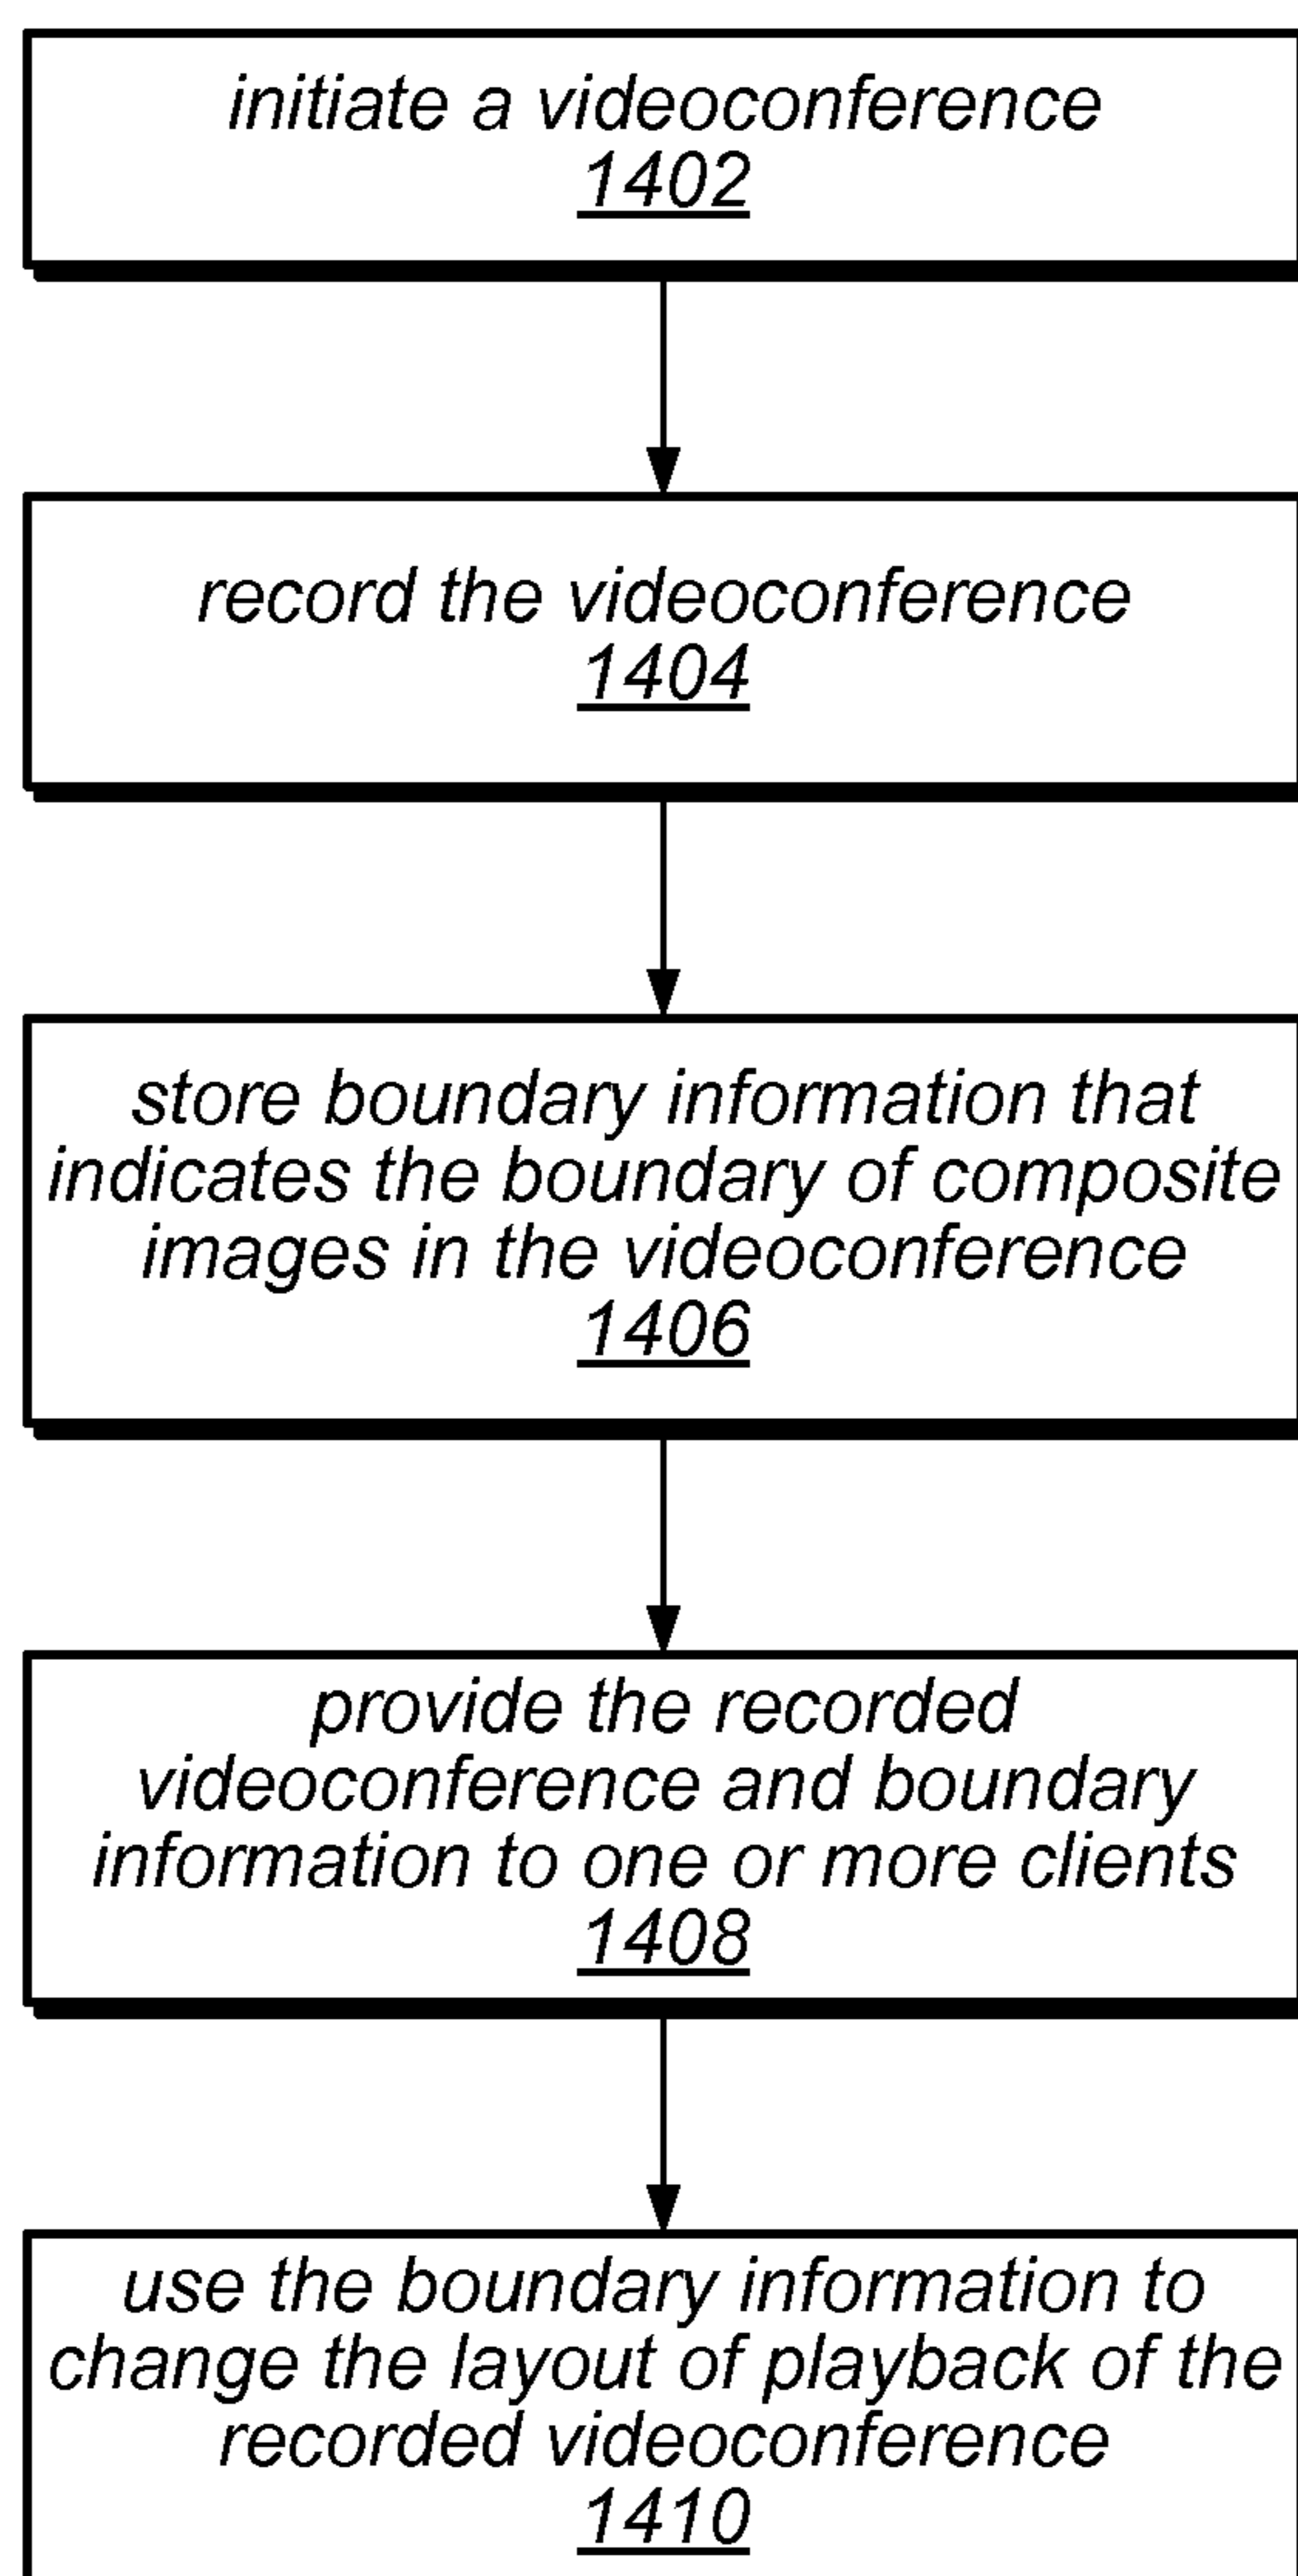 initiate a videoconference
1402
record the videoconference
1404
store boundary information that
indicates the boundary of composite
images in the videoconference
1406
provide the recorded
videoconference and boundary
information to one or more clients
1408
use the boundary information to
change the layout of playback of the
recorded videoconference
1410